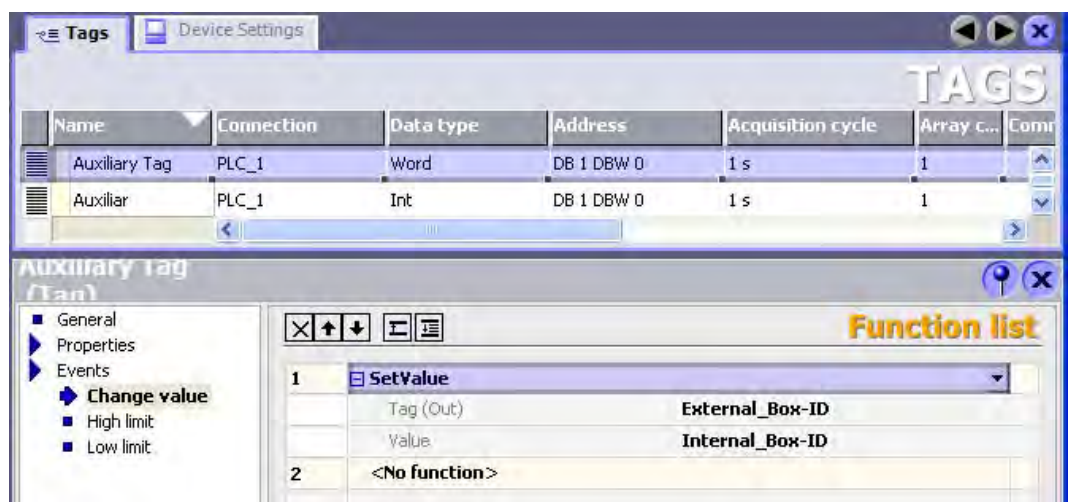 Tags Device Settings
TAGS
Name Connection Data type Address Acquisition cycle Array c... Comr
Auxiliary Tag PLC_1 Word DB 1 DBW 0 1 s 1
Auxiliar PLC_1 Int DB 1 DBW 0 1 s 1
Auxiliary Tag
(Tag)
General
Properties
Events
Change value
High limit
Low limit
Function list
1 SetValue
Tag (Out) External_Box-ID
Value Internal_Box-ID
2 <No function>